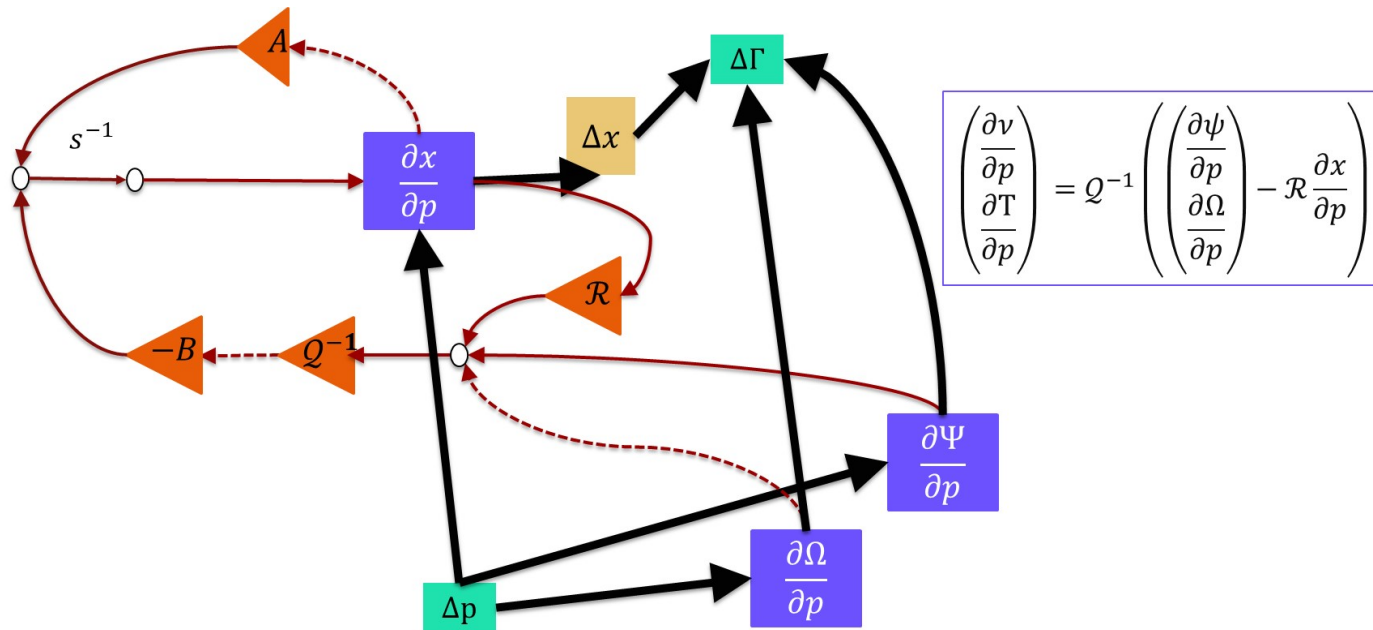 A
ΔΓ
s⁻¹
Δx
∂x
∂p
(∂ν/∂p ∂Τ/∂p) = 𝒬⁻¹((∂ψ/∂p ∂Ω/∂p) − ℛ ∂x/∂p)
ℛ
−B
𝒬⁻¹
∂Ψ
∂p
∂Ω
∂p
Δp